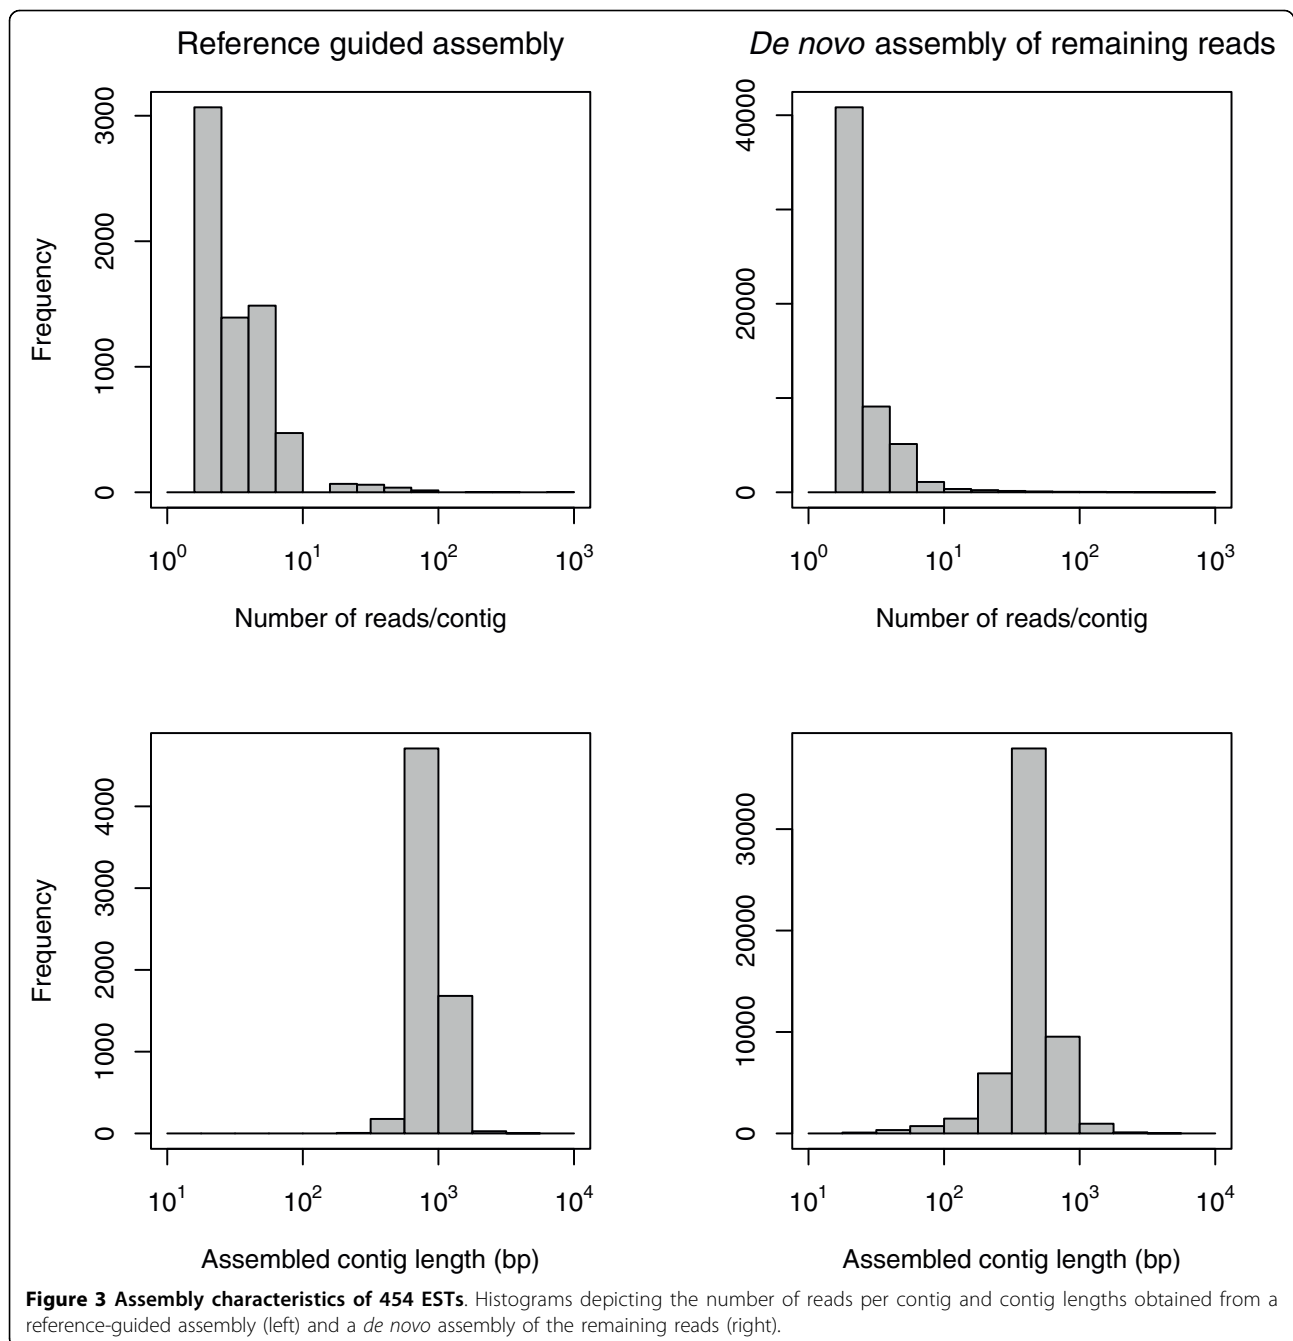 Reference guided assembly
De novo assembly of remaining reads
3000
2000
1000
0
Frequency
10^0 10^1 10^2 10^3
Number of reads/contig
40000
20000
0
10^0 10^1 10^2 10^3
Number of reads/contig
4000
3000
2000
1000
0
Frequency
10^1 10^2 10^3 10^4
Assembled contig length (bp)
30000
20000
10000
0
10^1 10^2 10^3 10^4
Assembled contig length (bp)
Figure 3 Assembly characteristics of 454 ESTs. Histograms depicting the number of reads per contig and contig lengths obtained from a
reference-guided assembly (left) and a de novo assembly of the remaining reads (right).